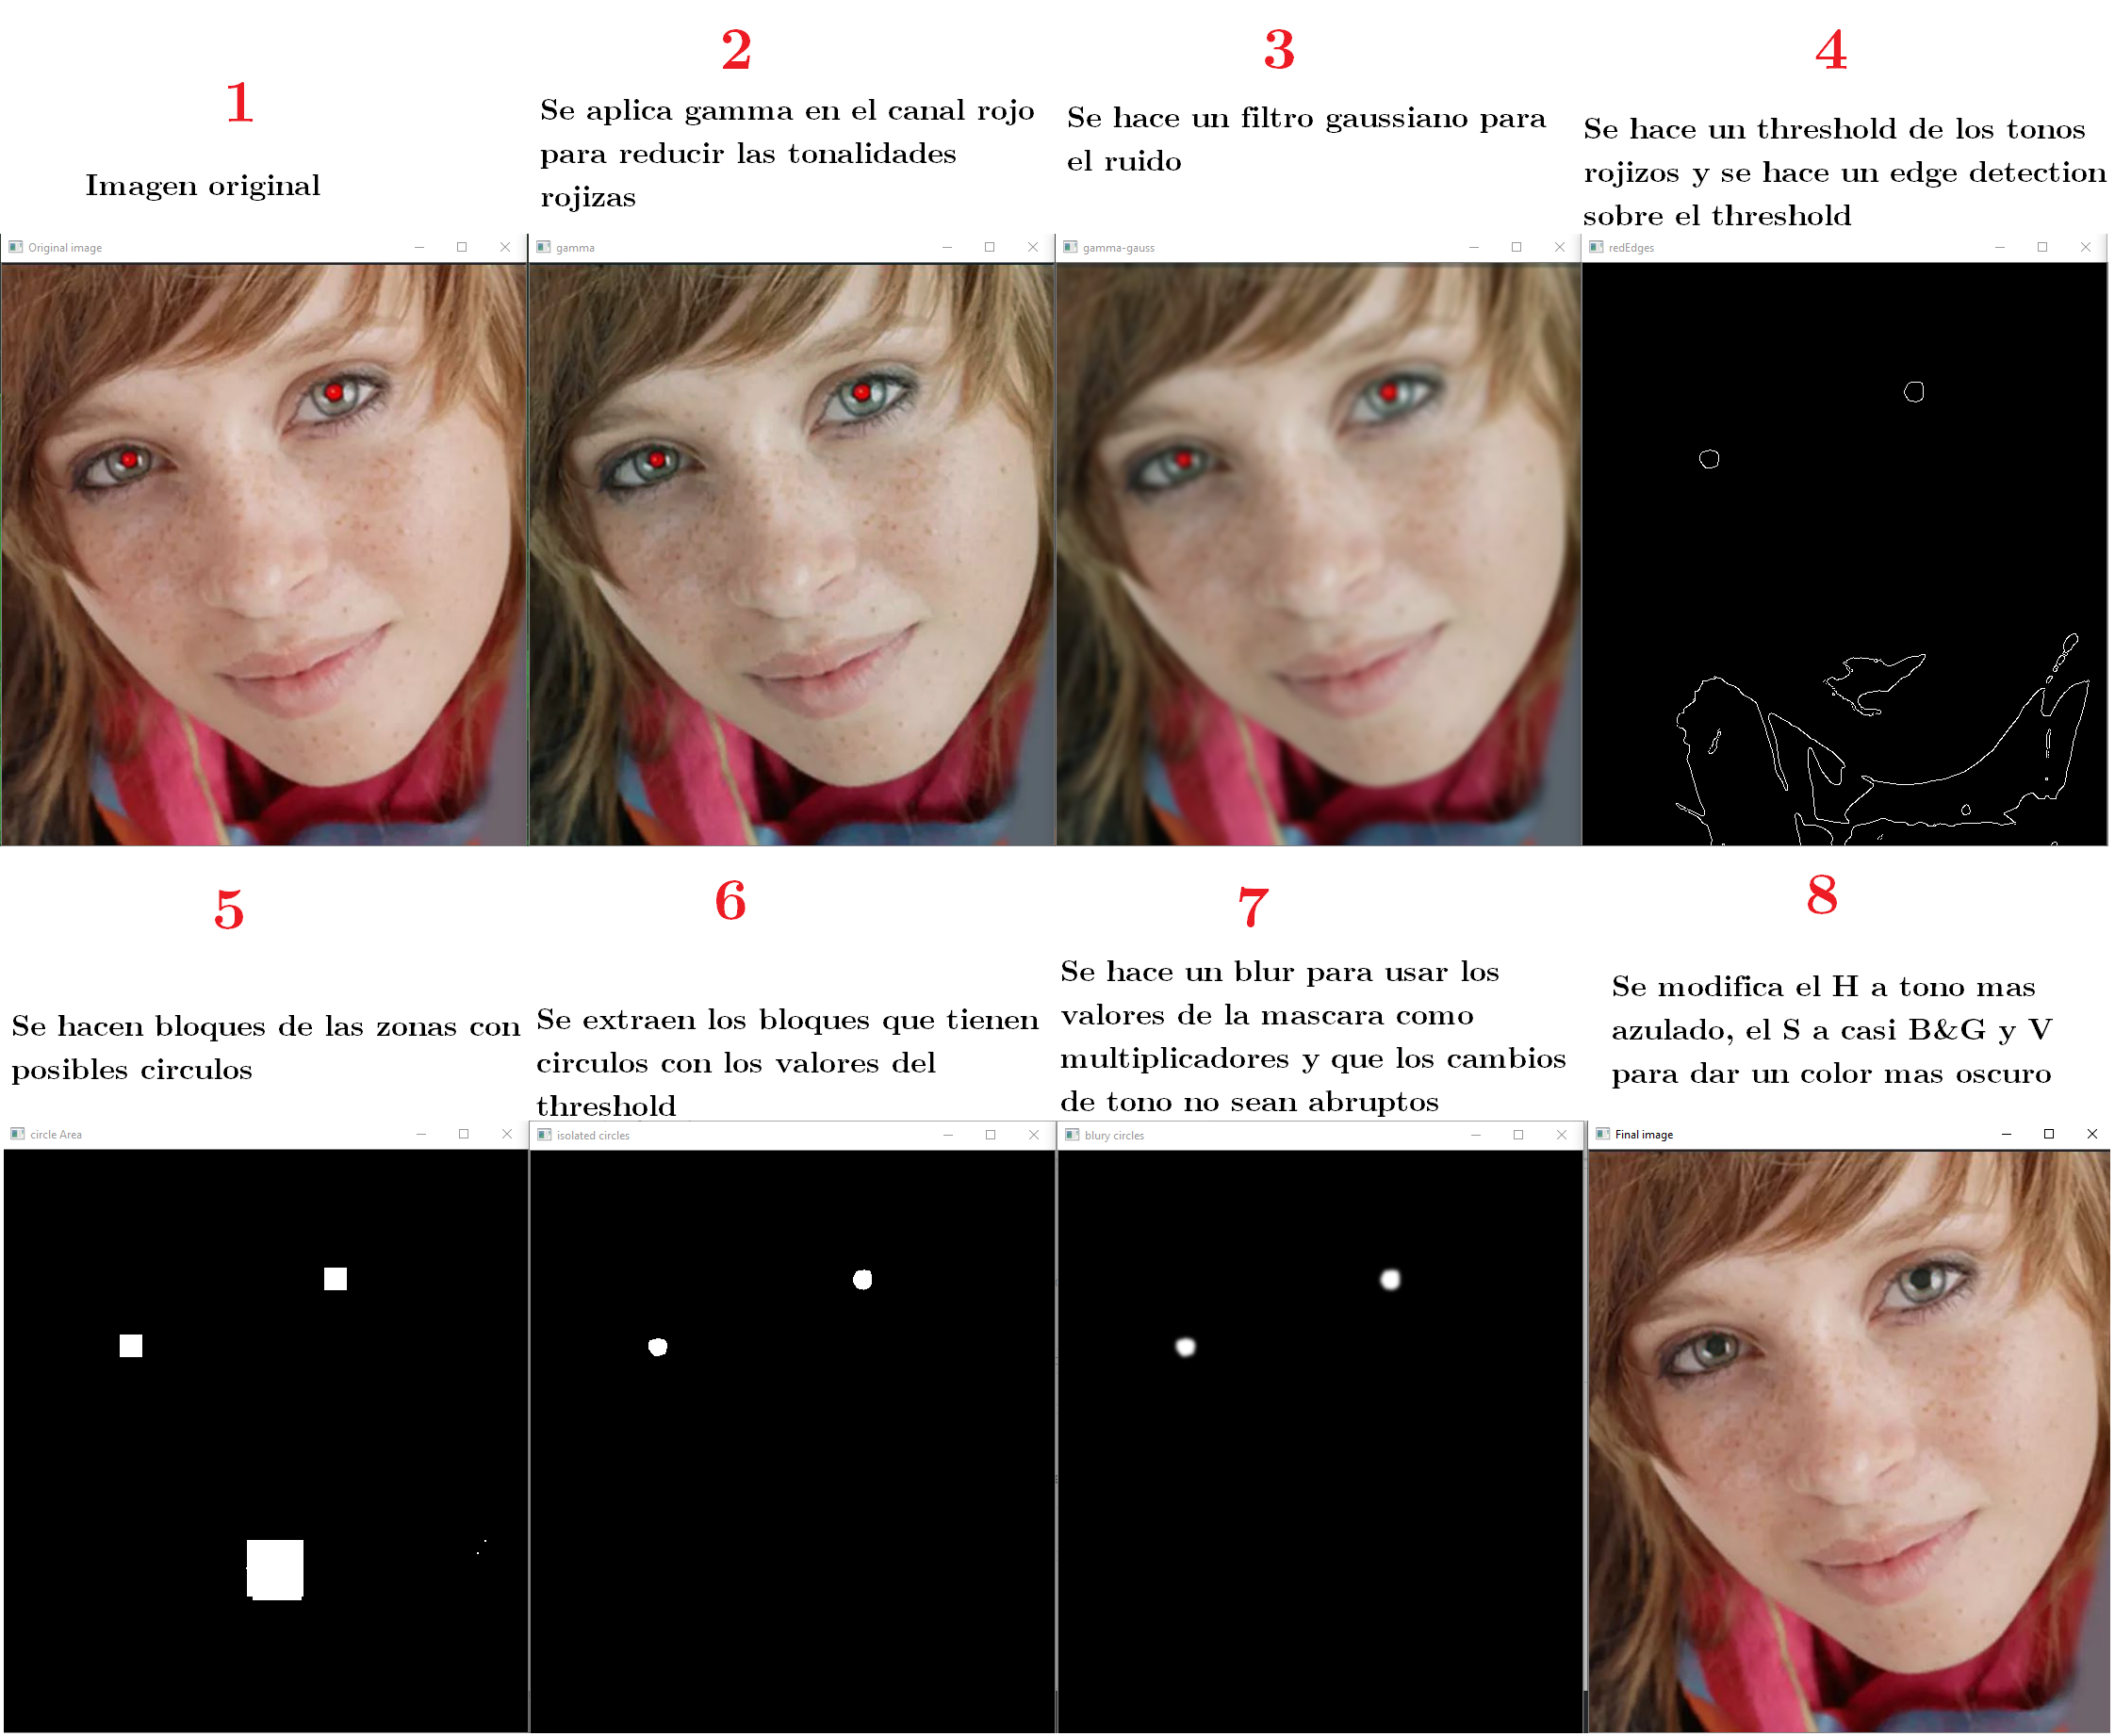 1
Imagen original
2
Se aplica gamma en el canal rojo
para reducir las tonalidades
rojizas
3
Se hace un filtro gaussiano para
el ruido
4
Se hace un threshold de los tonos
rojizos y se hace un edge detection
sobre el threshold
Original image
gamma
gamma-gauss
redEdges
5
Se hacen bloques de las zonas con
posibles circulos
6
Se extraen los bloques que tienen
circulos con los valores del
threshold
7
Se hace un blur para usar los
valores de la mascara como
multiplicadores y que los cambios
de tono no sean abruptos
8
Se modifica el H a tono mas
azulado, el S a casi B&G y V
para dar un color mas oscuro
circle Area
isolated circles
blury circles
Final image